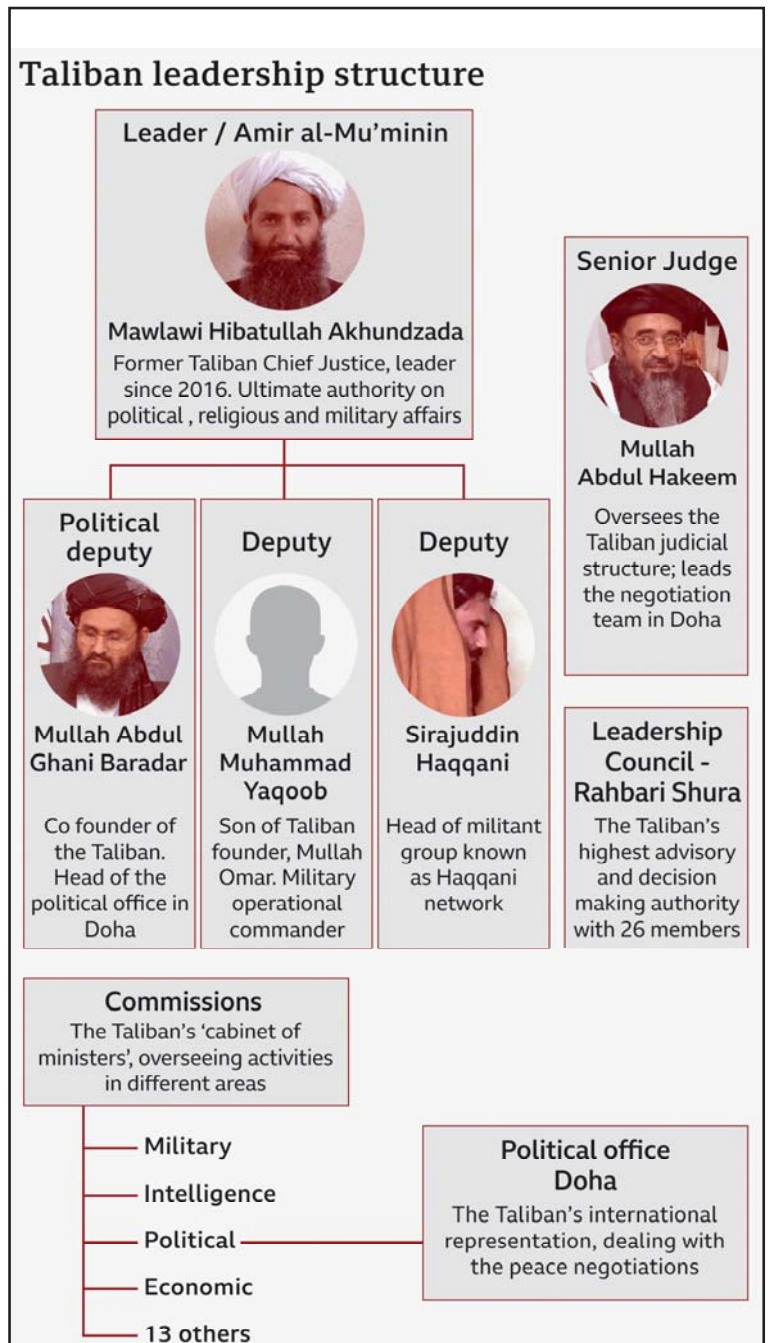 Taliban leadership structure
Leader / Amir al-Mu'minin
Mawlawi Hibatullah Akhundzada
Former Taliban Chief Justice, leader
since 2016. Ultimate authority on
political , religious and military affairs
Senior Judge
Mullah
Abdul Hakeem
Oversees the
Taliban judicial
structure; leads
the negotiation
team in Doha
Political
deputy
Mullah Abdul
Ghani Baradar
Co founder of
the Taliban.
Head of the
political office in
Doha
Deputy
Mullah
Muhammad
Yaqoob
Son of Taliban
founder, Mullah
Omar. Military
operational
commander
Deputy
Sirajuddin
Haqqani
Head of militant
group known
as Haqqani
network
Leadership
Council -
Rahbari Shura
The Taliban's
highest advisory
and decision
making authority
with 26 members
Commissions
The Taliban's 'cabinet of
ministers', overseeing activities
in different areas
Military
Intelligence
Political
Economic
13 others
Political office
Doha
The Taliban's international
representation, dealing with
the peace negotiations